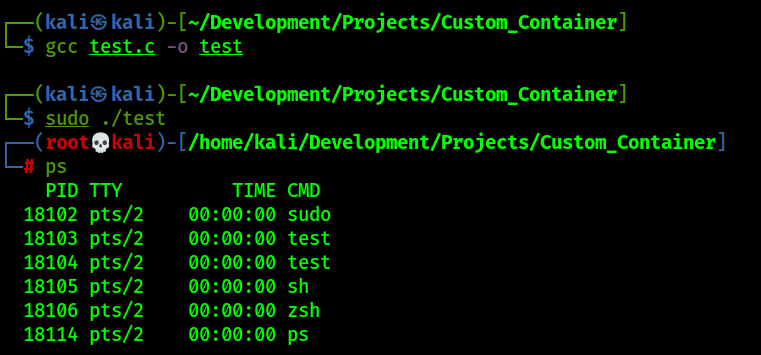 ┌──(kali㉿kali)-[~/Development/Projects/Custom_Container]
└─$ gcc test.c -o test
┌──(kali㉿kali)-[~/Development/Projects/Custom_Container]
└─$ sudo ./test
┌──(root💀kali)-[/home/kali/Development/Projects/Custom_Container]
└─# ps
PID TTY TIME CMD
18102 pts/2 00:00:00 sudo
18103 pts/2 00:00:00 test
18104 pts/2 00:00:00 test
18105 pts/2 00:00:00 sh
18106 pts/2 00:00:00 zsh
18114 pts/2 00:00:00 ps